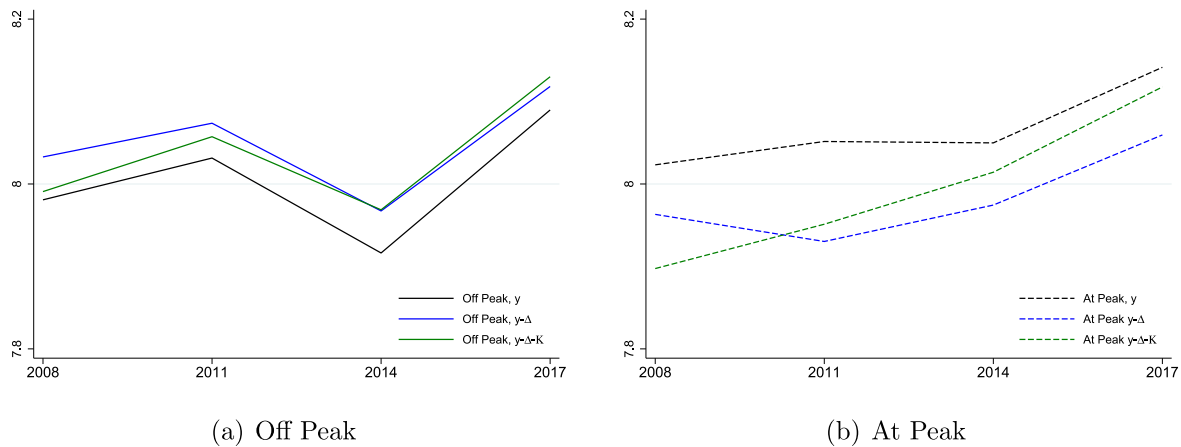 8.2
8
7.8
2008
2011
2014
2017
Off Peak, y
Off Peak, y-Δ
Off Peak, y-Δ-K
(a) Off Peak
8.2
8
7.8
2008
2011
2014
2017
At Peak, y
At Peak y-Δ
At Peak y-Δ-K
(b) At Peak